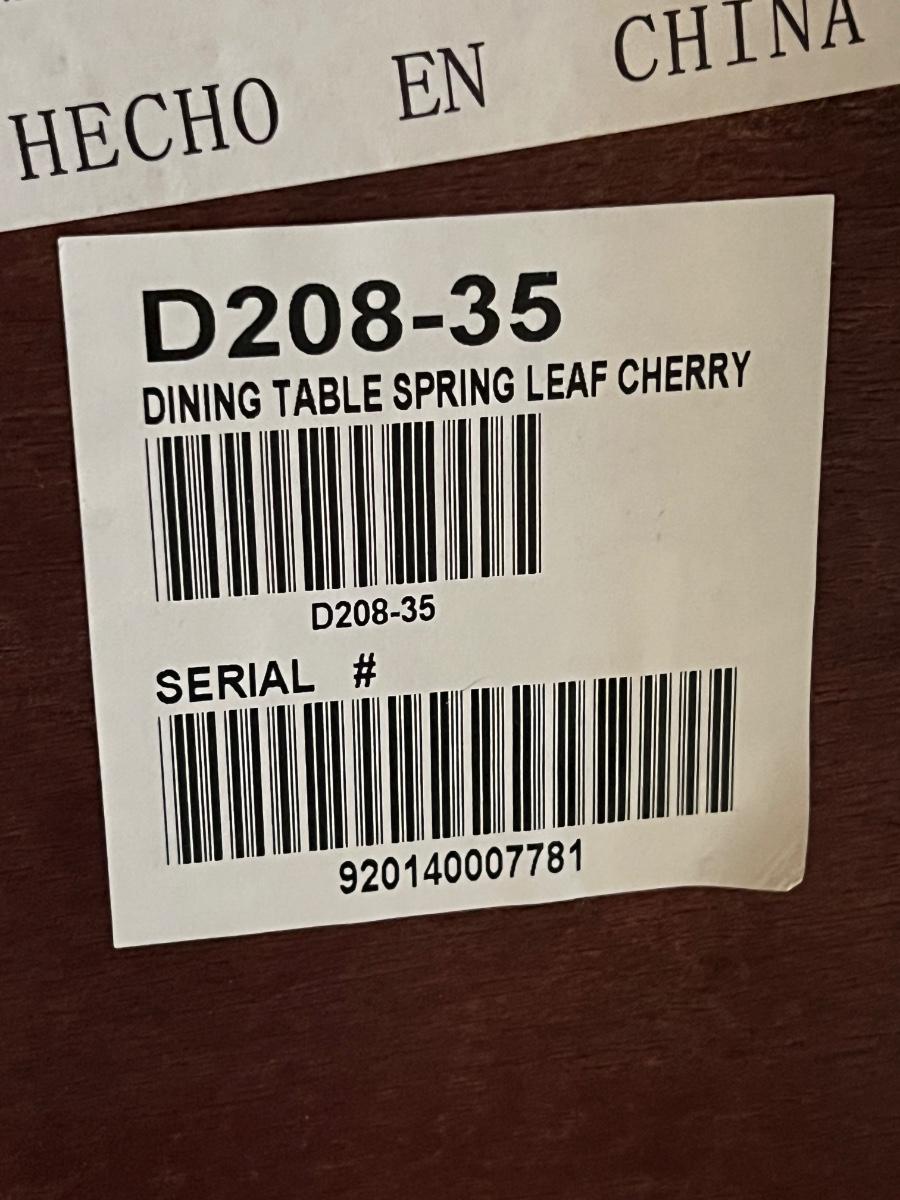 HECHO EN CHINA
D208-35
DINING TABLE SPRING LEAF CHERRY
D208-35
SERIAL #
920140007781